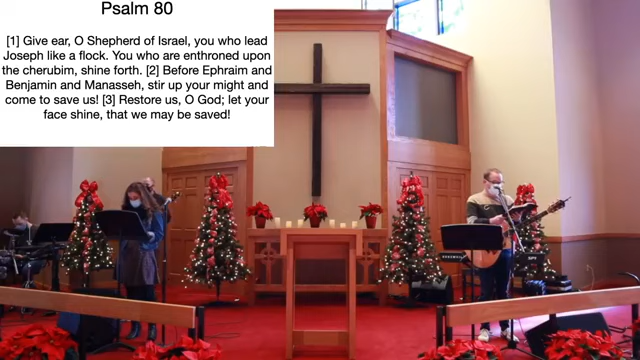 Psalm 80
[1] Give ear, O Shepherd of Israel, you who lead
Joseph like a flock. You who are enthroned upon
the cherubim, shine forth. [2] Before Ephraim and
Benjamin and Manasseh, stir up your might and
come to save us! [3] Restore us, O God; let your
face shine, that we may be saved!